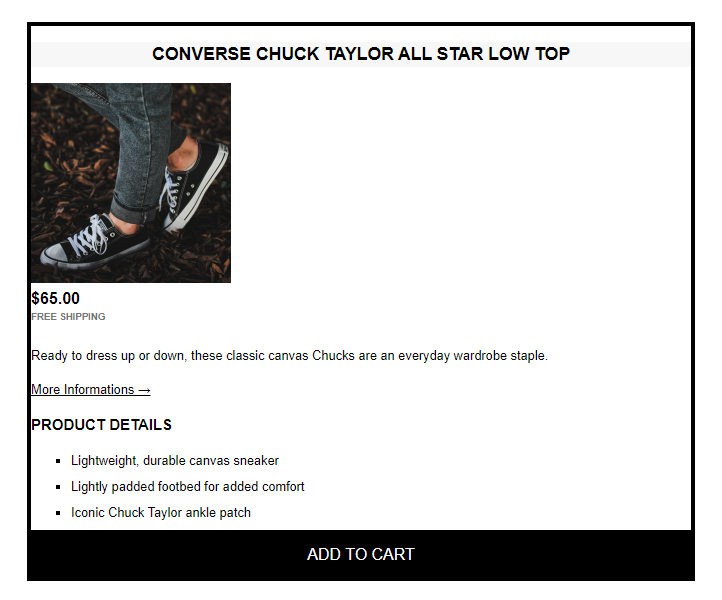 CONVERSE CHUCK TAYLOR ALL STAR LOW TOP
$65.00
FREE SHIPPING
Ready to dress up or down, these classic canvas Chucks are an everyday wardrobe staple.
More Informations →
PRODUCT DETAILS
Lightweight, durable canvas sneaker
Lightly padded footbed for added comfort
Iconic Chuck Taylor ankle patch
ADD TO CART